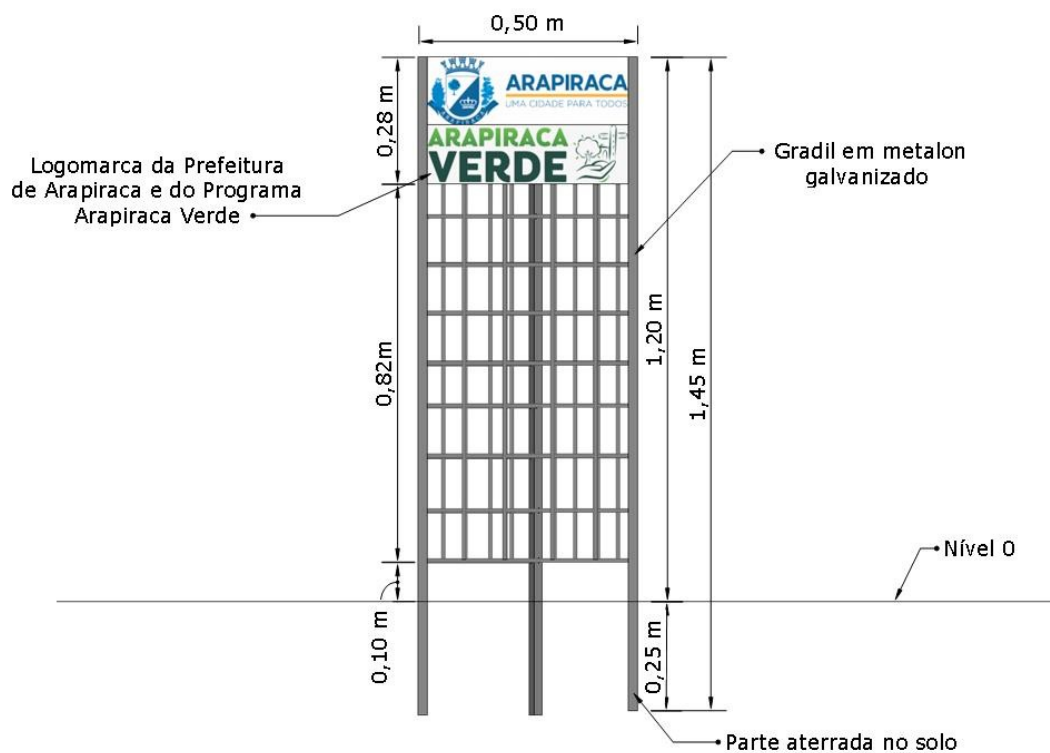 0,50 m
ARAPIRACA
UMA CIDADE PARA TODOS
ARAPIRACA
ARAPIRACA
VERDE
0,28 m
Logomarca da Prefeitura
de Arapiraca e do Programa
Arapiraca Verde
Gradil em metalon
galvanizado
0,82m
1,20 m
1,45 m
Nível 0
0,10 m
0,25 m
Parte aterrada no solo